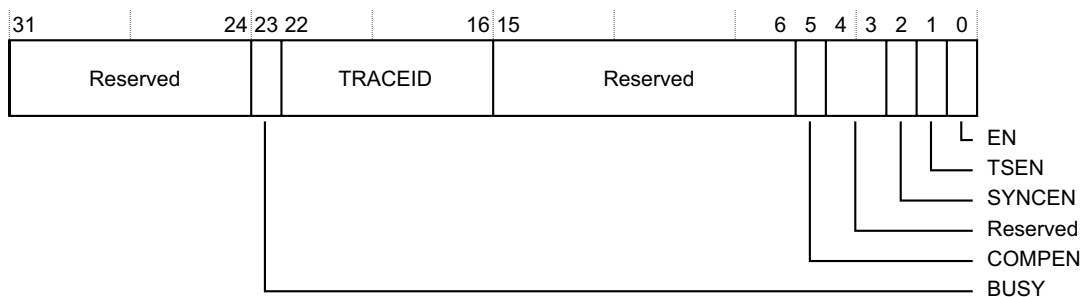 31 24 23 22 16 15 6 5 4 3 2 1 0
Reserved TRACEID Reserved
EN
TSEN
SYNCEN
Reserved
COMPEN
BUSY